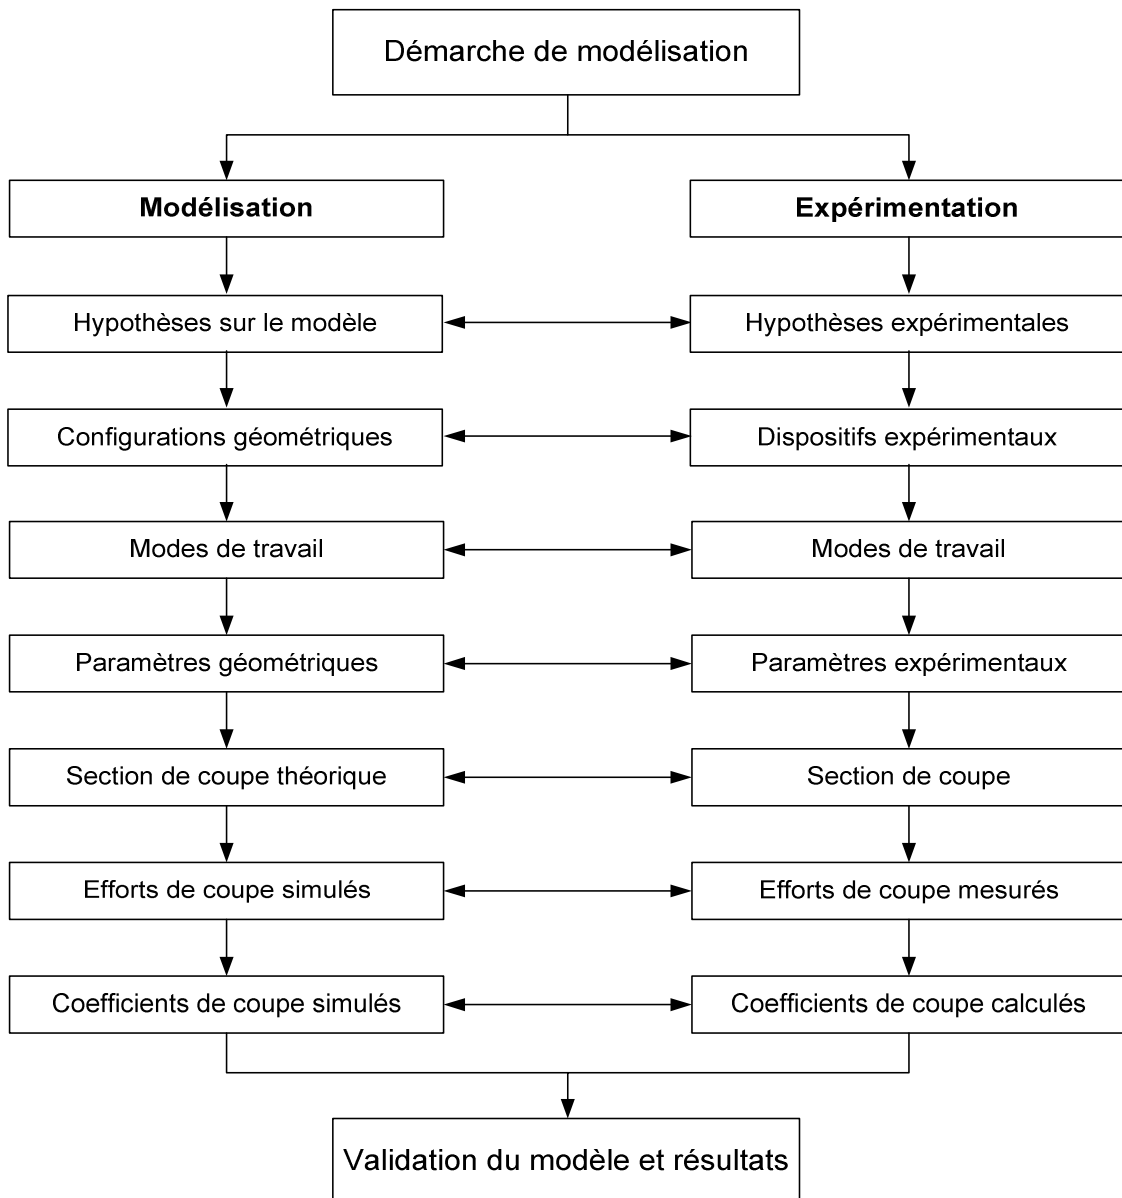 Démarche de modélisation
Modélisation
Expérimentation
Hypothèses sur le modèle
Hypothèses expérimentales
Configurations géométriques
Dispositifs expérimentaux
Modes de travail
Modes de travail
Paramètres géométriques
Paramètres expérimentaux
Section de coupe théorique
Section de coupe
Efforts de coupe simulés
Efforts de coupe mesurés
Coefficients de coupe simulés
Coefficients de coupe calculés
Validation du modèle et résultats